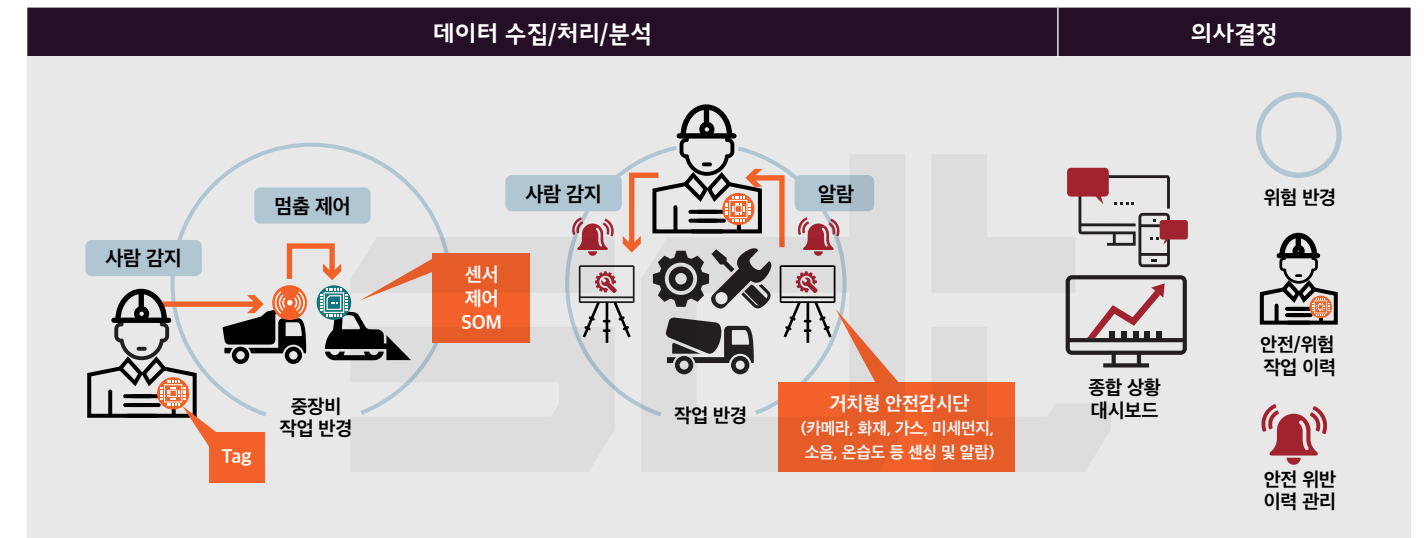 데이터 수집/처리/분석
의사결정
사람 감지
멈춤 제어
센서
제어
SOM
Tag
중장비
작업 반경
사람 감지
알람
작업 반경
거치형 안전감시단
(카메라, 화재, 가스, 미세먼지,
소음, 온습도 등 센싱 및 알람)
종합 상황
대시보드
위험 반경
안전/위험
작업 이력
안전 위반
이력 관리